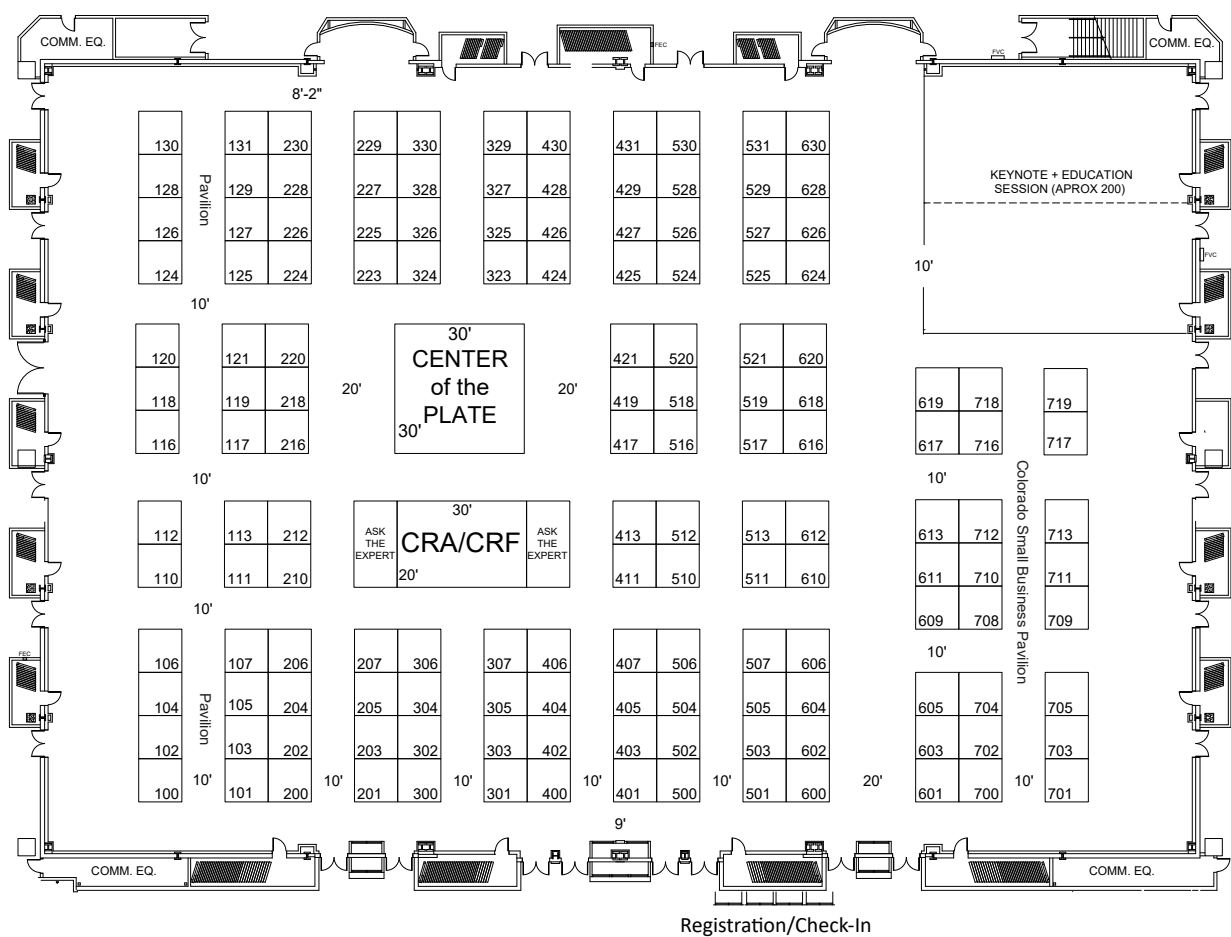 COMM. EQ.
FEC
FVC
COMM. EQ.
8'-2"
130 131 230 229 330 329 430 431 530 531 630
KEYNOTE + EDUCATION
SESSION (APROX 200)
128 129 228 227 328 327 428 429 528 529 628
Pavilion
126 127 226 225 326 325 426 427 526 527 626
FVC
124 125 224 223 324 323 424 425 524 525 624
10'
10'
30'
CENTER
of the
PLATE
30'
120 121 220 421 520 521 620
20'
20'
118 119 218 419 518 519 618 619 718 719
116 117 216 417 516 517 616 617 716 717
10'
10'
Colorado Small Business Pavilion
30'
ASK
THE
EXPERT
CRA/CRF
20'
ASK
THE
EXPERT
112 113 212 413 512 513 612 613 712 713
110 111 210 411 510 511 610 611 710 711
10'
609 708 709
10'
FEC
106 107 206 207 306 307 406 407 506 507 606
104 105 204 205 304 305 404 405 504 505 604 605 704 705
Pavilion
102 103 202 203 302 303 402 403 502 503 602 603 702 703
10' 10' 10' 10' 10' 20' 10'
100 101 200 201 300 301 400 401 500 501 600 601 700 701
9'
COMM. EQ.
COMM. EQ.
Registration/Check-In